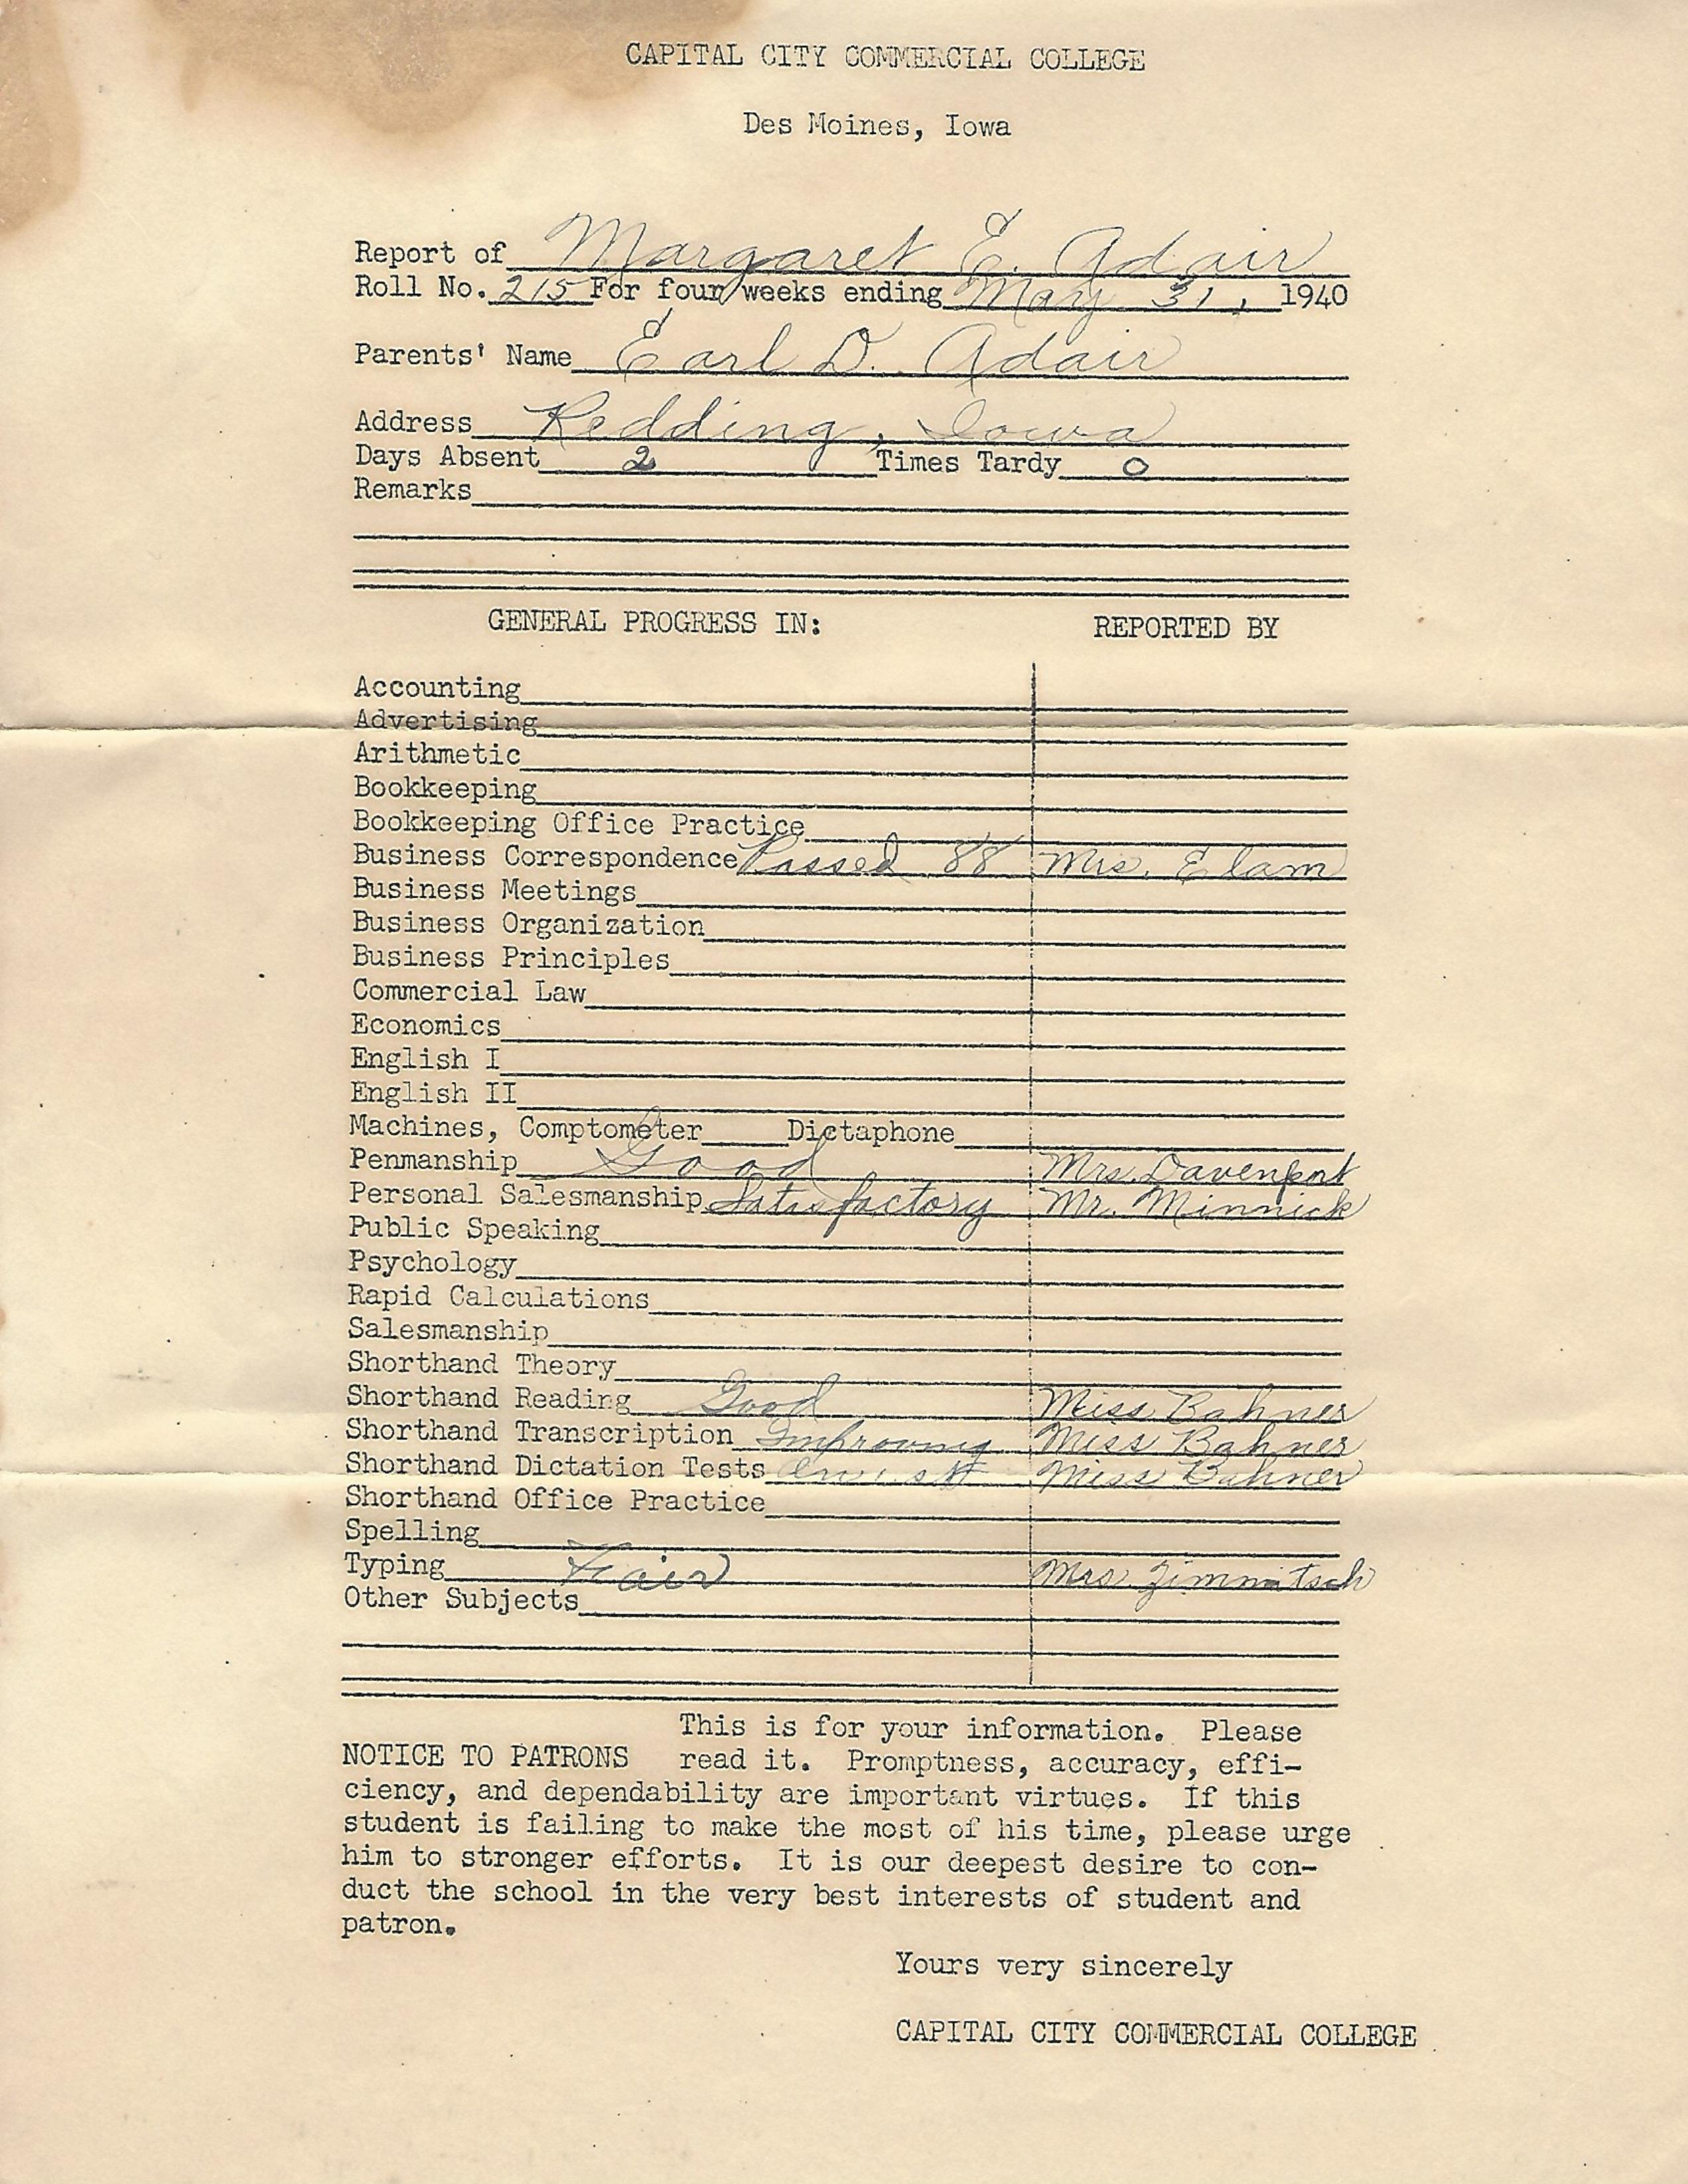 CAPITAL CITY COMMERCIAL COLLEGE
Des Moines, Iowa
Report of Margaret E. Adair
Roll No. 215 For four weeks ending May 31, 1940
Parents' Name Earl D. Adair
Address Redding, Iowa
Days Absent 2 Times Tardy 0
Remarks
GENERAL PROGRESS IN: REPORTED BY
Accounting
Advertising
Arithmetic
Bookkeeping
Bookkeeping Office Practice
Business Correspondence Passed 88 Mrs. Elam
Business Meetings
Business Organization
Business Principles
Commercial Law
Economics
English I
English II
Machines, Comptometer Dictaphone
Penmanship Good Mrs. Davenport
Personal Salesmanship Satisfactory Mr. Minnick
Public Speaking
Psychology
Rapid Calculations
Salesmanship
Shorthand Theory
Shorthand Reading Good Miss Bahner
Shorthand Transcription Improving Miss Bahner
Shorthand Dictation Tests Miss Bahner
Shorthand Office Practice
Spelling
Typing Fair Mrs.
Other Subjects
This is for your information. Please
NOTICE TO PATRONS read it. Promptness, accuracy, effi-
ciency, and dependability are important virtues. If this
student is failing to make the most of his time, please urge
him to stronger efforts. It is our deepest desire to con-
duct the school in the very best interests of student and
patron.
Yours very sincerely
CAPITAL CITY COMMERCIAL COLLEGE